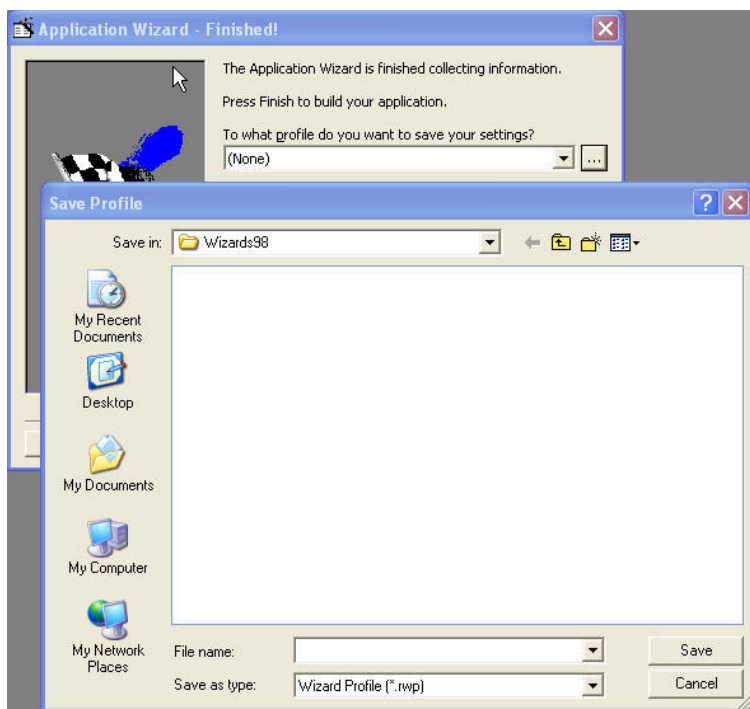 Application Wizard - Finished!
The Application Wizard is finished collecting information.
Press Finish to build your application.
To what profile do you want to save your settings?
(None)
...
Save Profile
Save in:
Wizards98
My Recent
Documents
Desktop
My Documents
My Computer
My Network
Places
File name:
Save
Save as type:
Wizard Profile (*.rwp)
Cancel